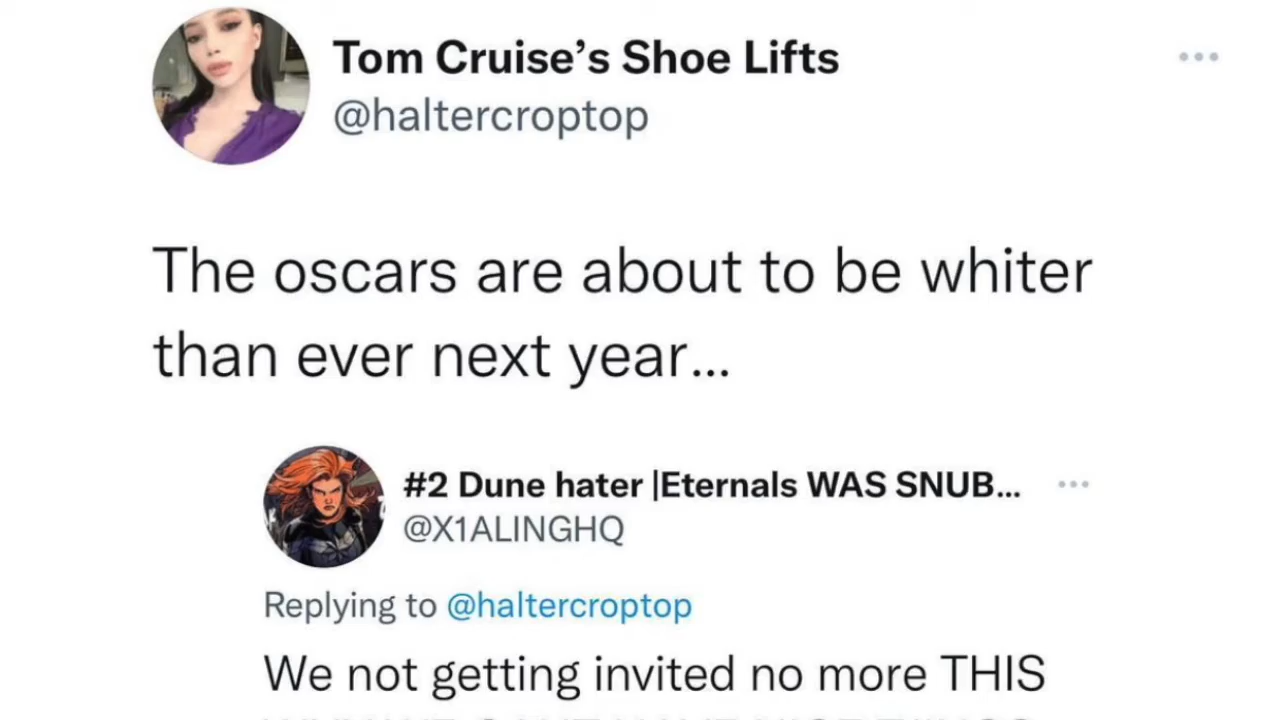 Tom Cruise’s Shoe Lifts
@haltercroptop
The oscars are about to be whiter
than ever next year...
#2 Dune hater |Eternals WAS SNUB...
@X1ALINGHQ
Replying to @haltercroptop
We not getting invited no more THIS